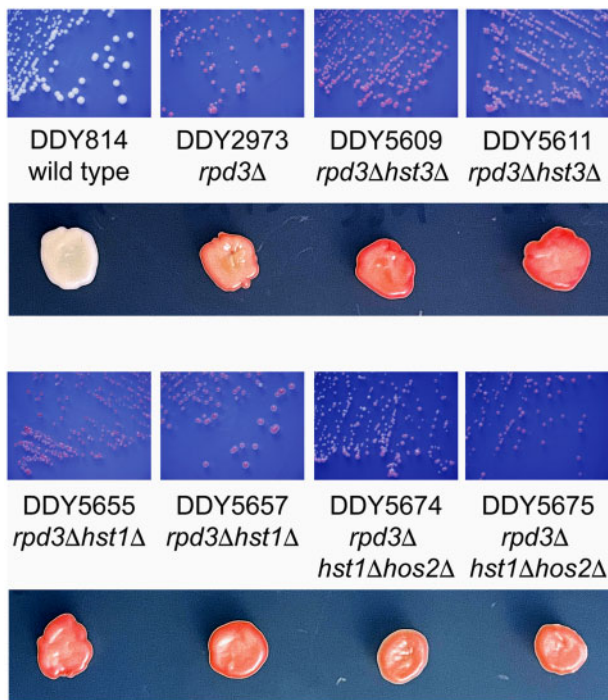 DDY814 DDY2973 DDY5609 DDY5611
wild type rpd3Δ rpd3Δhst3Δ rpd3Δhst3Δ
DDY5655 DDY5657 DDY5674 DDY5675
rpd3Δhst1Δ rpd3Δhst1Δ rpd3Δ rpd3Δ
hst1Δhos2Δ hst1Δhos2Δ